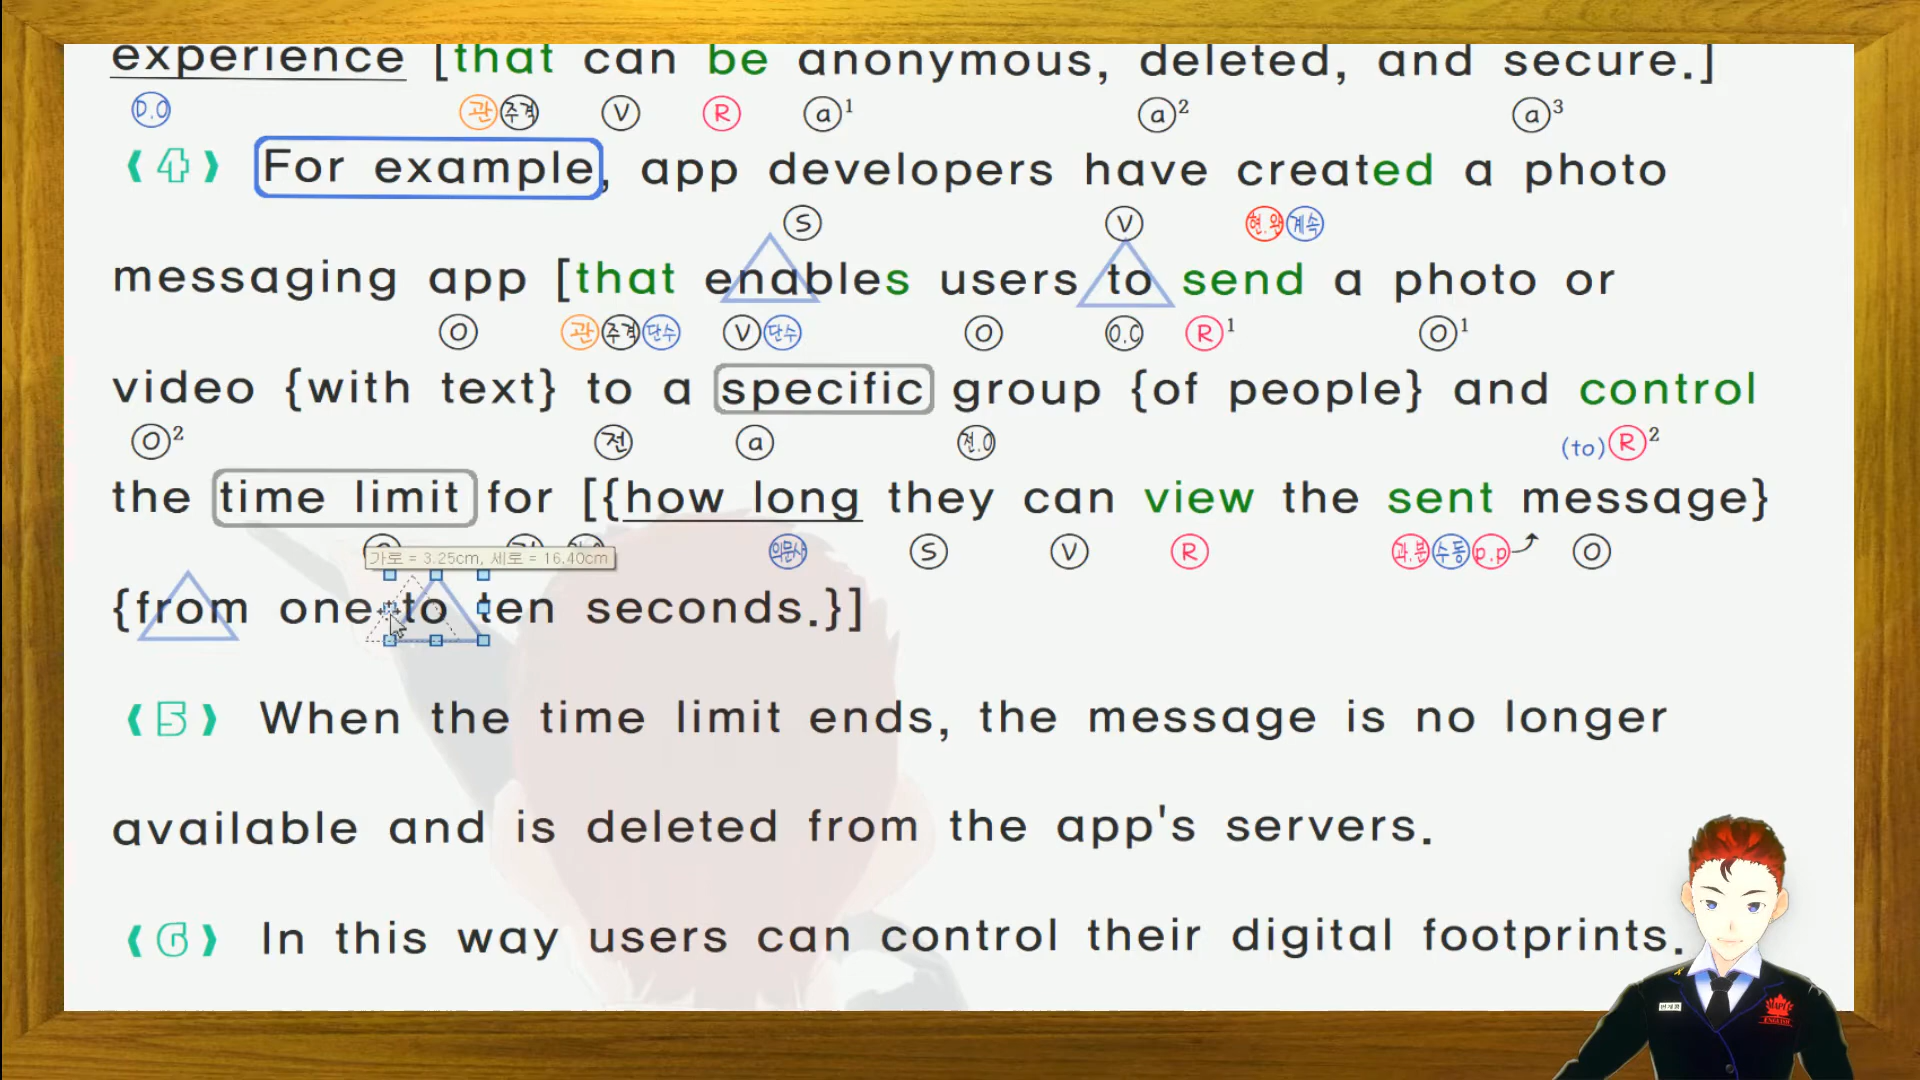 experience [that can be anonymous, deleted, and secure.]
D.O 관 주격 V R a¹ a² a³
(4) For example, app developers have created a photo
S V 현.완 계속
messaging app [that enables users to send a photo or
O 관 주격 단수 V 단수 O O.C R¹ O¹
video {with text} to a specific group {of people} and control
O² 전 a 전.O (to) R²
the time limit for [{how long they can view the sent message}
의문사 S V R 과.분 수동 p.p O
가로 = 3.25cm, 세로 = 16.40cm
{from one to ten seconds.}]
(5) When the time limit ends, the message is no longer
available and is deleted from the app's servers.
(6) In this way users can control their digital footprints.